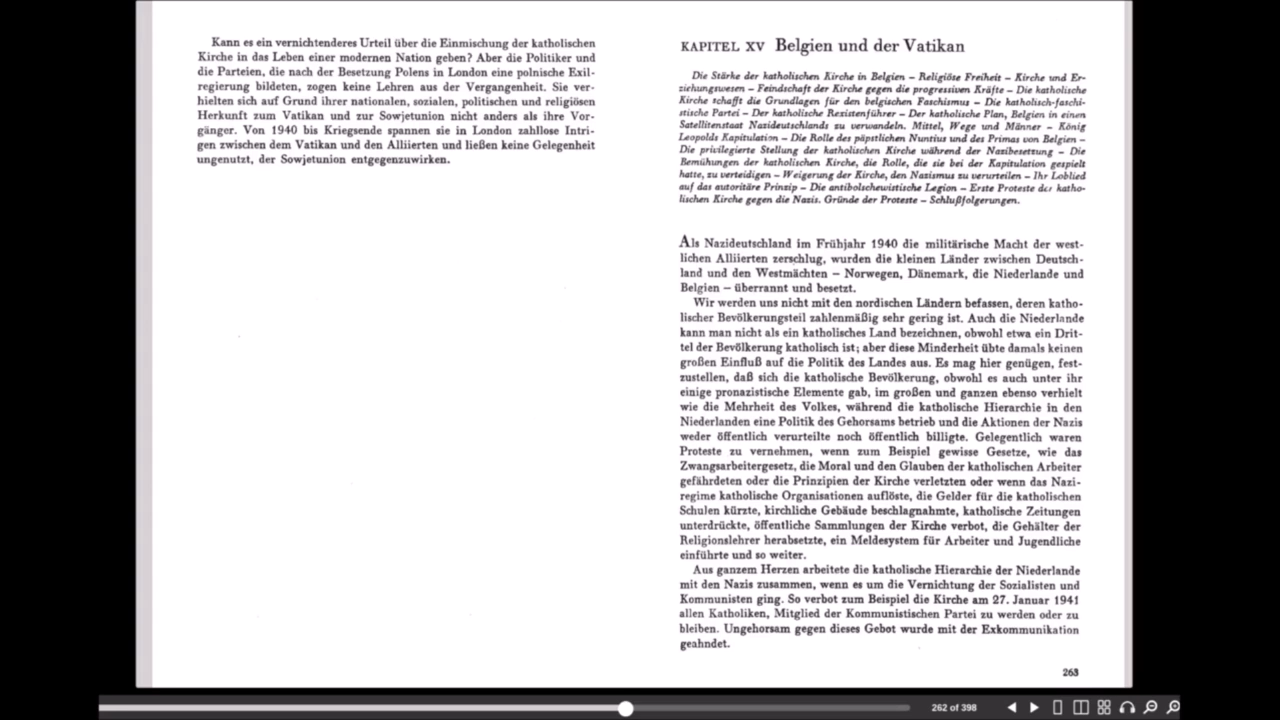 Kann es ein vernichtenderes Urteil über die Einmischung der katholischen
Kirche in das Leben einer modernen Nation geben? Aber die Politiker und
die Parteien, die nach der Besetzung Polens in London eine polnische Exil-
regierung bildeten, zogen keine Lehren aus der Vergangenheit. Sie ver-
hielten sich auf Grund ihrer nationalen, sozialen, politischen und religiösen
Herkunft zum Vatikan und zur Sowjetunion nicht anders als ihre Vor-
gänger. Von 1940 bis Kriegsende spannen sie in London zahllose Intri-
gen zwischen dem Vatikan und den Alliierten und ließen keine Gelegenheit
ungenutzt, der Sowjetunion entgegenzuwirken.
KAPITEL XV Belgien und der Vatikan
Die Stärke der katholischen Kirche in Belgien – Religiöse Freiheit – Kirche und Er-
ziehungswesen – Feindschaft der Kirche gegen die progressiven Kräfte – Die katholische
Kirche schafft die Grundlagen für den belgischen Faschismus – Die katholisch-faschi-
stische Partei – Der katholische Rexistenführer – Der katholische Plan, Belgien in einen
Satellitenstaat Nazideutschlands zu verwandeln. Mittel, Wege und Männer – König
Leopolds Kapitulation – Die Rolle des päpstlichen Nuntius und des Primas von Belgien –
Die privilegierte Stellung der katholischen Kirche während der Nazibesetzung – Die
Bemühungen der katholischen Kirche, die Rolle, die sie bei der Kapitulation gespielt
hatte, zu verteidigen – Weigerung der Kirche, den Nazismus zu verurteilen – Ihr Loblied
auf das autoritäre Prinzip – Die antibolschewistische Legion – Erste Proteste der katho-
lischen Kirche gegen die Nazis. Gründe der Proteste – Schlußfolgerungen.
Als Nazideutschland im Frühjahr 1940 die militärische Macht der west-
lichen Alliierten zerschlug, wurden die kleinen Länder zwischen Deutsch-
land und den Westmächten – Norwegen, Dänemark, die Niederlande und
Belgien – überrannt und besetzt.
Wir werden uns nicht mit den nordischen Ländern befassen, deren katho-
lischer Bevölkerungsteil zahlenmäßig sehr gering ist. Auch die Niederlande
kann man nicht als ein katholisches Land bezeichnen, obwohl etwa ein Drit-
tel der Bevölkerung katholisch ist; aber diese Minderheit übte damals keinen
großen Einfluß auf die Politik des Landes aus. Es mag hier genügen, fest-
zustellen, daß sich die katholische Bevölkerung, obwohl es auch unter ihr
einige pronazistische Elemente gab, im großen und ganzen ebenso verhielt
wie die Mehrheit des Volkes, während die katholische Hierarchie in den
Niederlanden eine Politik des Gehorsams betrieb und die Aktionen der Nazis
weder öffentlich verurteilte noch öffentlich billigte. Gelegentlich waren
Proteste zu vernehmen, wenn zum Beispiel gewisse Gesetze, wie das
Zwangsarbeitergesetz, die Moral und den Glauben der katholischen Arbeiter
gefährdeten oder die Prinzipien der Kirche verletzten oder wenn das Nazi-
regime katholische Organisationen auflöste, die Gelder für die katholischen
Schulen kürzte, kirchliche Gebäude beschlagnahmte, katholische Zeitungen
unterdrückte, öffentliche Sammlungen der Kirche verbot, die Gehälter der
Religionslehrer herabsetzte, ein Meldesystem für Arbeiter und Jugendliche
einführte und so weiter.
Aus ganzem Herzen arbeitete die katholische Hierarchie der Niederlande
mit den Nazis zusammen, wenn es um die Vernichtung der Sozialisten und
Kommunisten ging. So verbot zum Beispiel die Kirche am 27. Januar 1941
allen Katholiken, Mitglied der Kommunistischen Partei zu werden oder zu
bleiben. Ungehorsam gegen dieses Gebot wurde mit der Exkommunikation
geahndet.
263
262 of 398